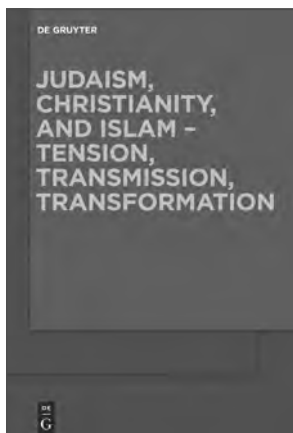 DE GRUYTER
JUDAISM,
CHRISTIANITY,
AND ISLAM –
TENSION,
TRANSMISSION,
TRANSFORMATION
DE
G